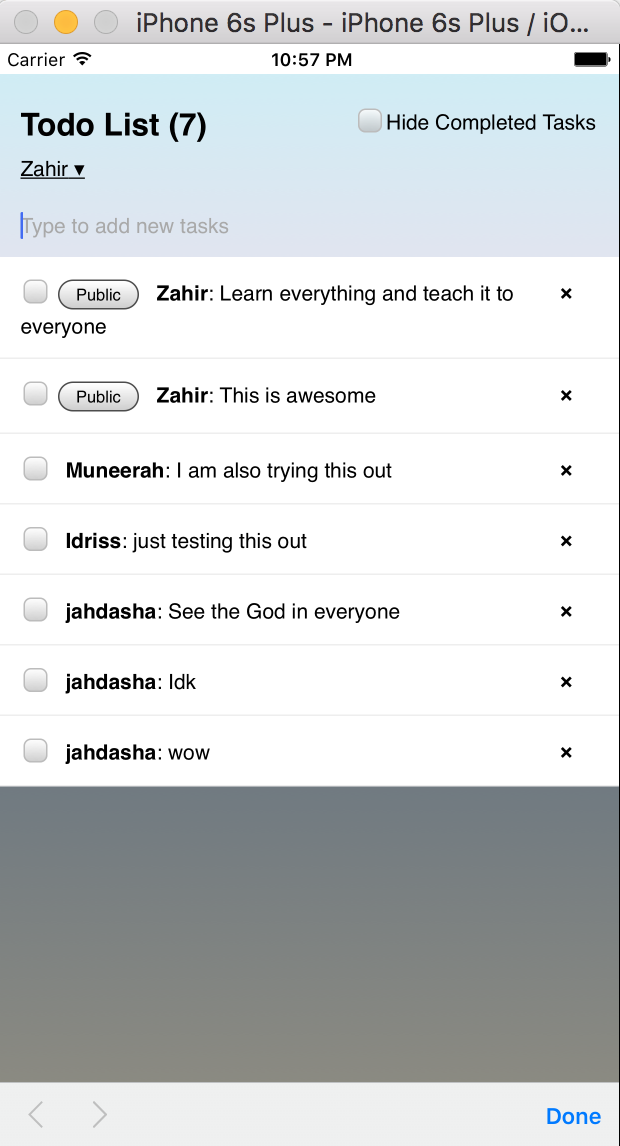 iPhone 6s Plus - iPhone 6s Plus / iO...
Carrier 10:57 PM
Todo List (7) Hide Completed Tasks
Zahir ▾
Type to add new tasks
Public Zahir: Learn everything and teach it to ×
everyone
Public Zahir: This is awesome ×
Muneerah: I am also trying this out ×
Idriss: just testing this out ×
jahdasha: See the God in everyone ×
jahdasha: Idk ×
jahdasha: wow ×
Done